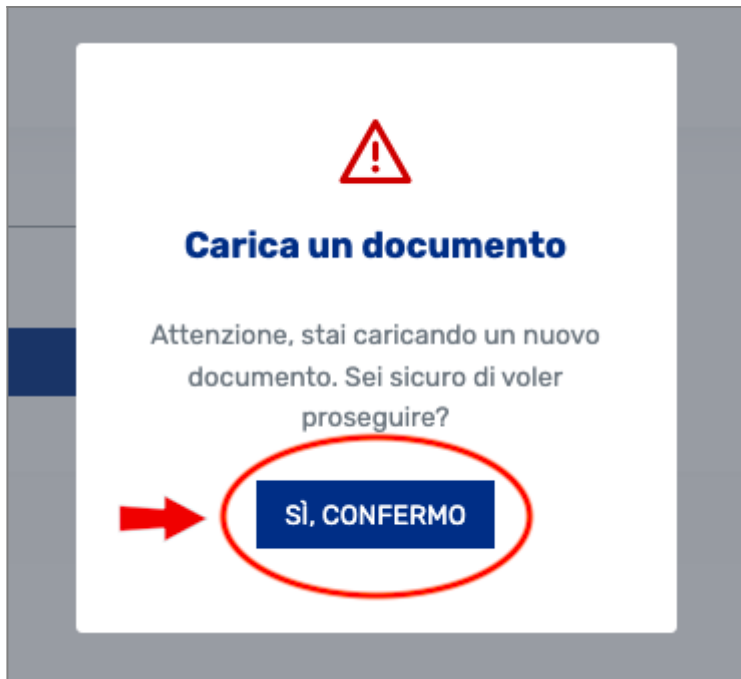 Carica un documento
Attenzione, stai caricando un nuovo
documento. Sei sicuro di voler
proseguire?
SÌ, CONFERMO